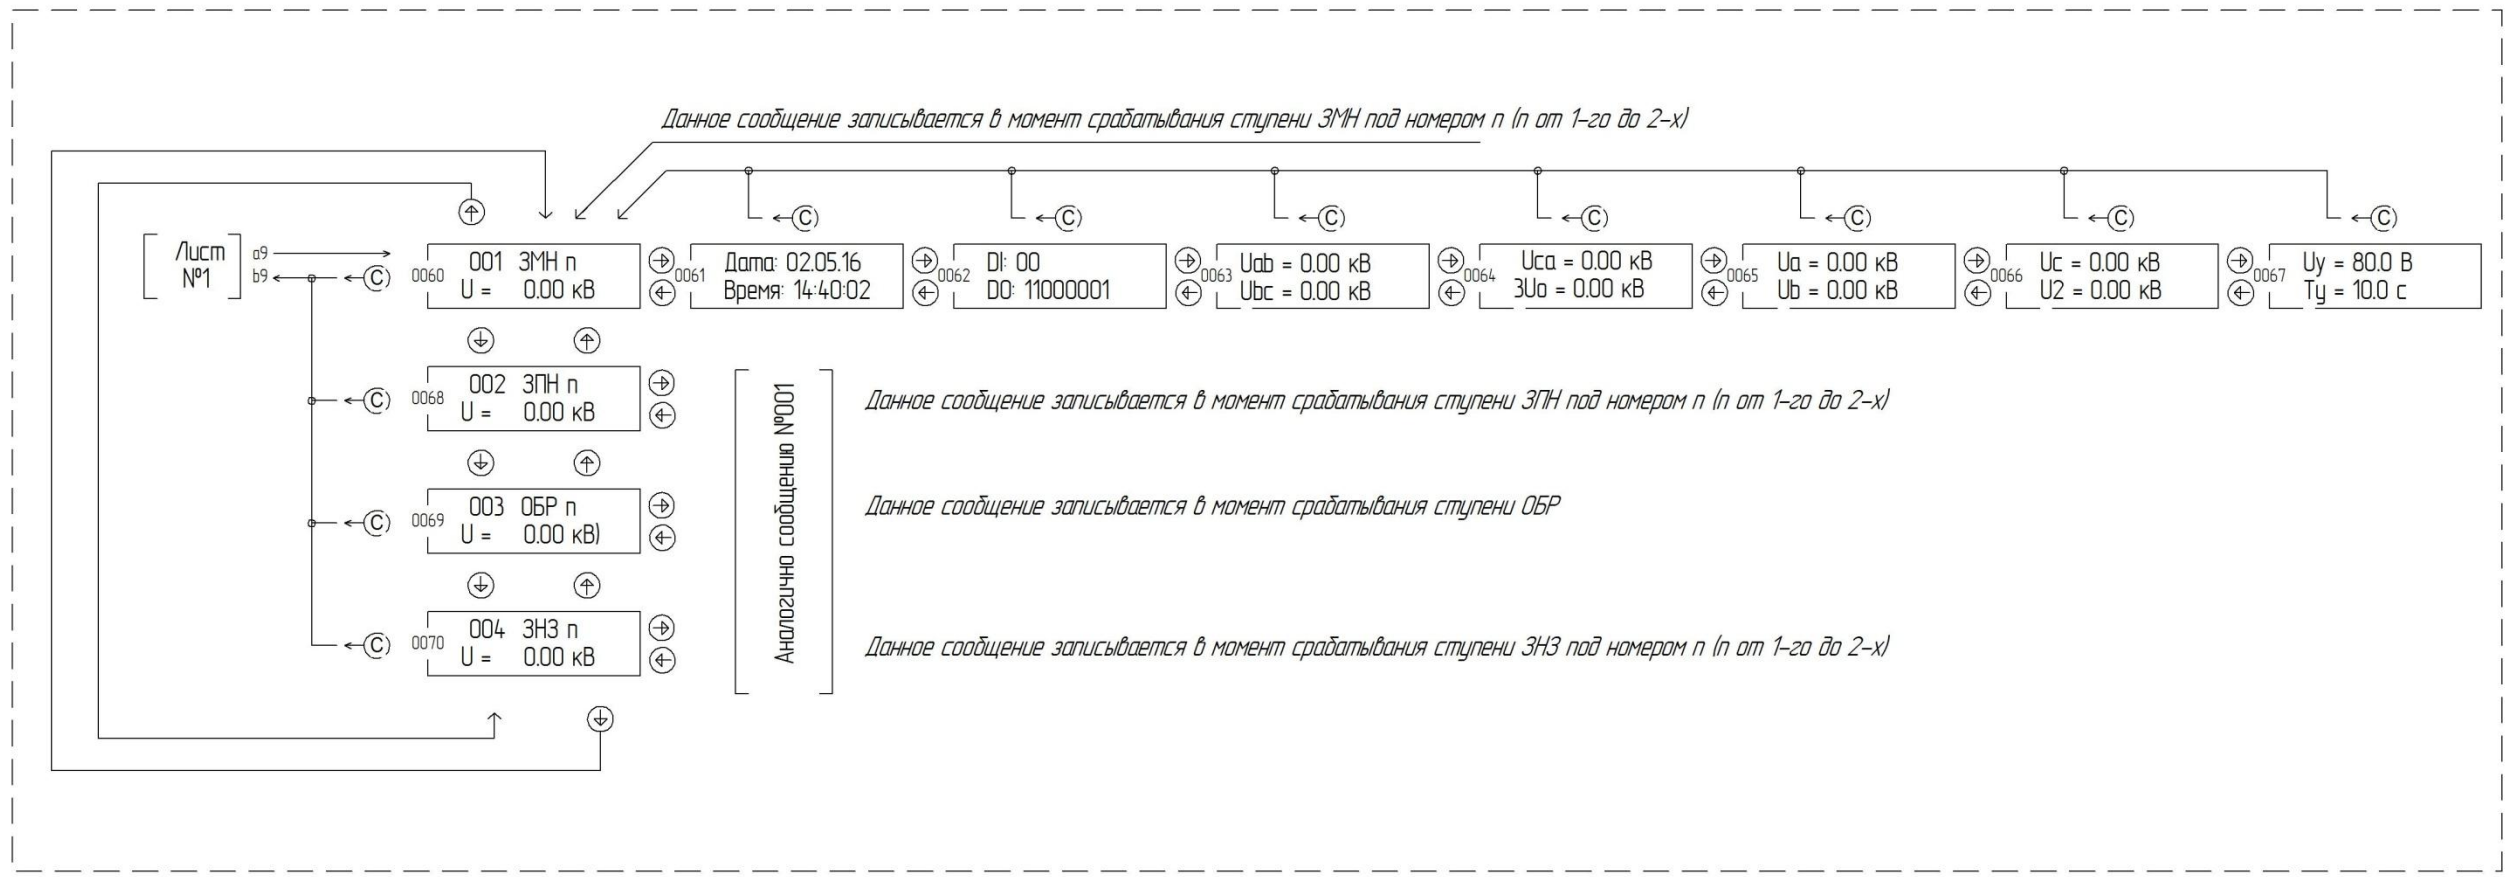 Данное сообщение записывается в момент срабатывания ступени ЗМН под номером n (n от 1-го до 2-х)
C C C C C C C
Лист
№1
a9
b9
C
0060
001 ЗМН n
U = 0.00 кВ
0061
Дата: 02.05.16
Время: 14:40:02
0062
DI: 00
DO: 11000001
0063
Uab = 0.00 кВ
Ubc = 0.00 кВ
0064
Uca = 0.00 кВ
3Uo = 0.00 кВ
0065
Ua = 0.00 кВ
Ub = 0.00 кВ
0066
Uc = 0.00 кВ
U2 = 0.00 кВ
0067
Uy = 80.0 В
Ty = 10.0 с
C
0068
002 ЗПН n
U = 0.00 кВ
Данное сообщение записывается в момент срабатывания ступени ЗПН под номером n (n от 1-го до 2-х)
C
0069
003 ОБР n
U = 0.00 кВ)
Данное сообщение записывается в момент срабатывания ступени ОБР
Аналогично сообщению №001
C
0070
004 ЗНЗ n
U = 0.00 кВ
Данное сообщение записывается в момент срабатывания ступени ЗНЗ под номером n (n от 1-го до 2-х)